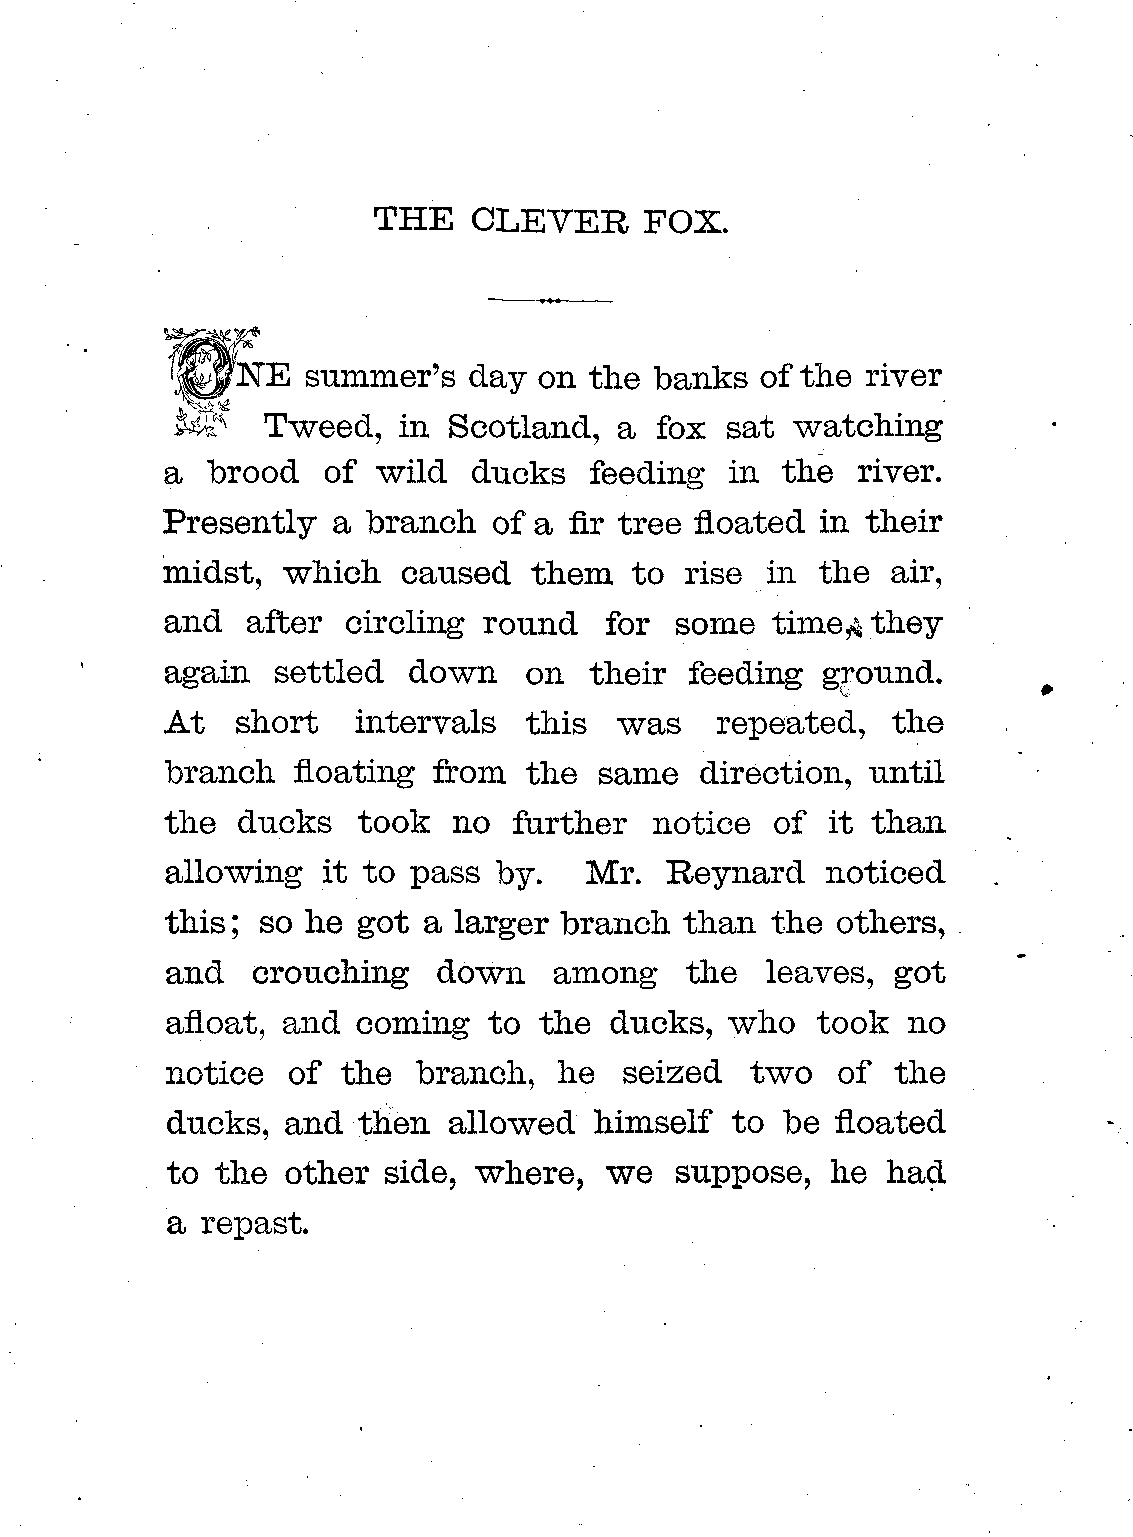 THE CLEVER FOX.
ONE summer's day on the banks of the river
Tweed, in Scotland, a fox sat watching
a brood of wild ducks feeding in the river.
Presently a branch of a fir tree floated in their
midst, which caused them to rise in the air,
and after circling round for some time, they
again settled down on their feeding ground.
At short intervals this was repeated, the
branch floating from the same direction, until
the ducks took no further notice of it than
allowing it to pass by. Mr. Reynard noticed
this; so he got a larger branch than the others,
and crouching down among the leaves, got
afloat, and coming to the ducks, who took no
notice of the branch, he seized two of the
ducks, and then allowed himself to be floated
to the other side, where, we suppose, he had
a repast.